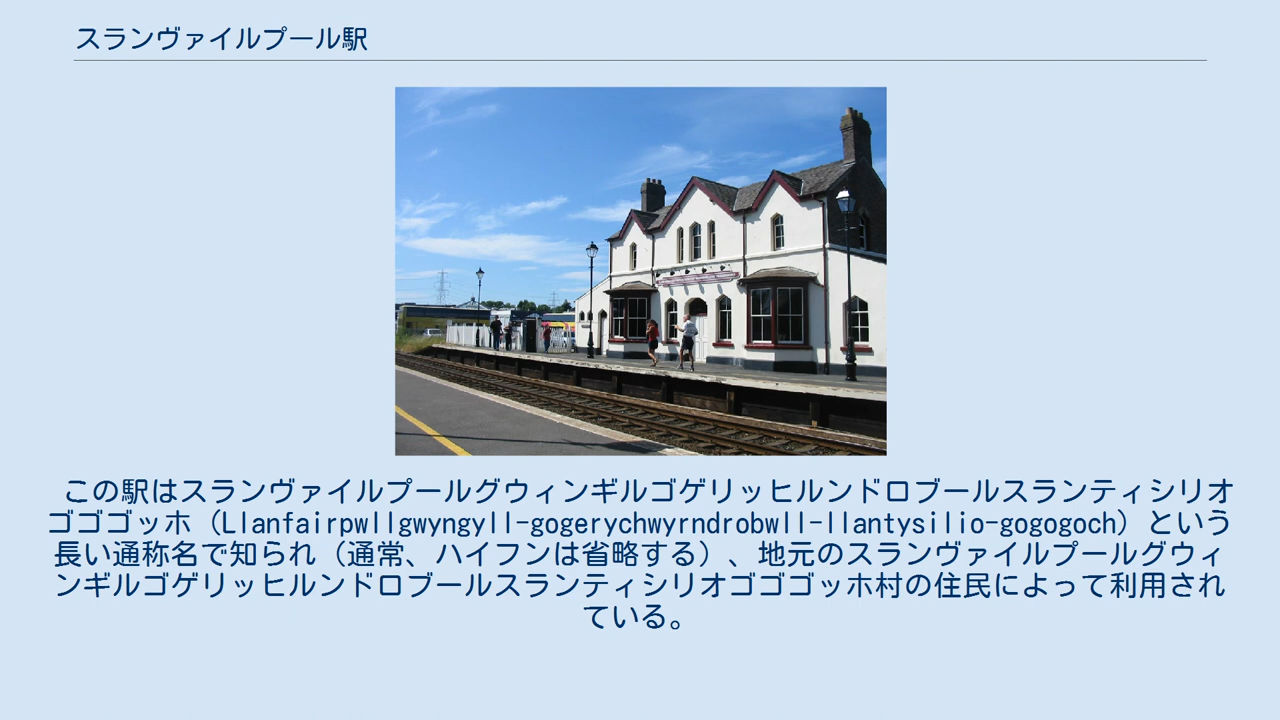 スランヴァイルプール駅
この駅はスランヴァイルプールグウィンギルゴゲリッヒルンドロブールスランティシリオ
ゴゴゴッホ（Llanfairpwllgwyngyll-gogerychwyrndrobwll-llantysilio-gogogoch）という
長い通称名で知られ（通常、ハイフンは省略する）、地元のスランヴァイルプールグウィ
ンギルゴゲリッヒルンドロブールスランティシリオゴゴゴッホ村の住民によって利用され
ている。